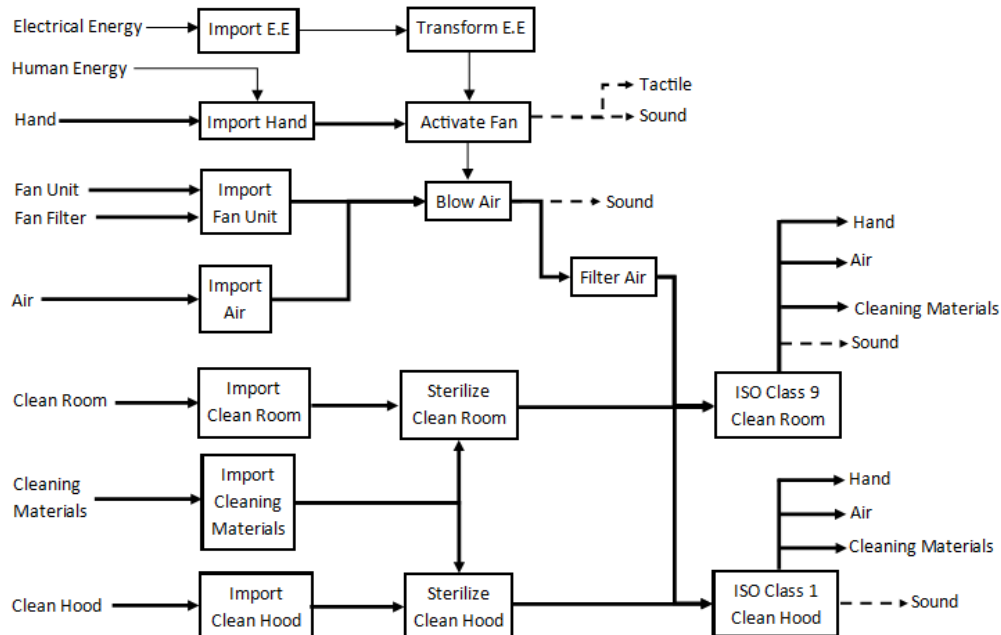 Electrical Energy
Import E.E
Transform E.E
Human Energy
Tactile
Hand
Import Hand
Activate Fan
Sound
Fan Unit
Fan Filter
Import
Fan Unit
Blow Air
Sound
Hand
Filter Air
Air
Air
Import
Air
Cleaning Materials
Sound
Clean Room
Import
Clean Room
Sterilize
Clean Room
ISO Class 9
Clean Room
Cleaning
Materials
Import
Cleaning
Materials
Hand
Air
Cleaning Materials
Clean Hood
Import
Clean Hood
Sterilize
Clean Hood
ISO Class 1
Clean Hood
Sound